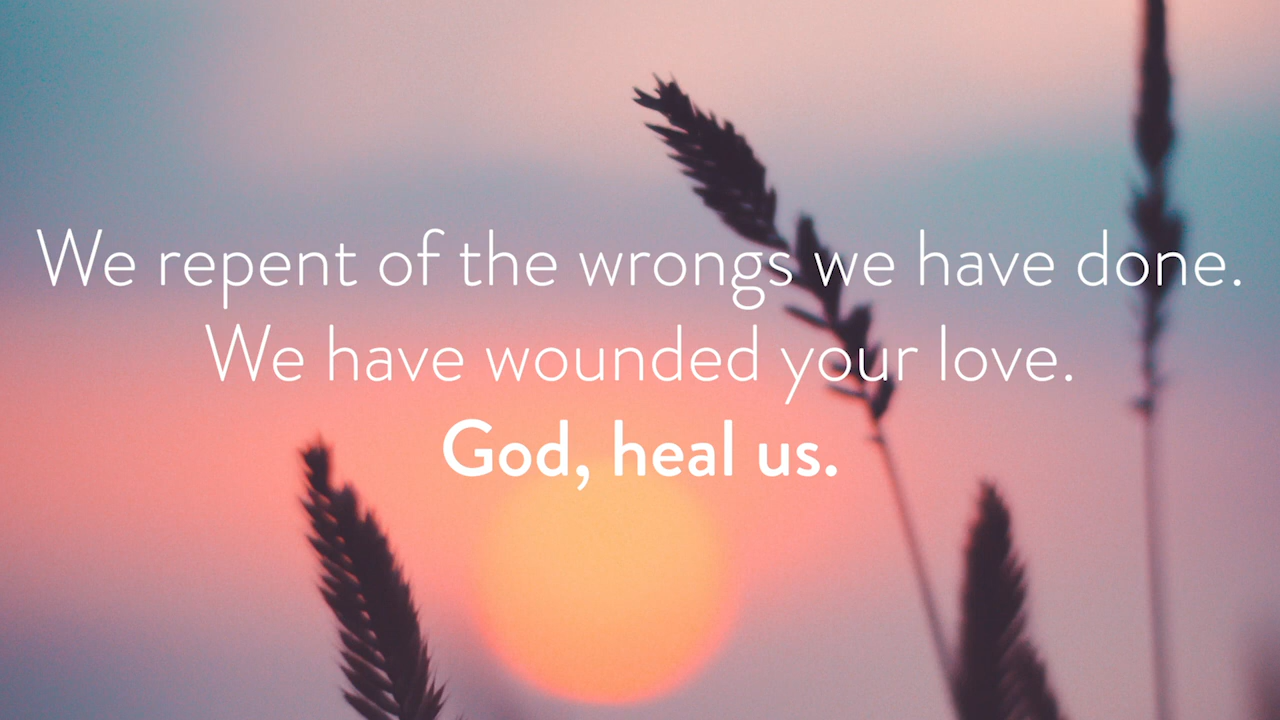 We repent of the wrongs we have done.
We have wounded your love.
God, heal us.